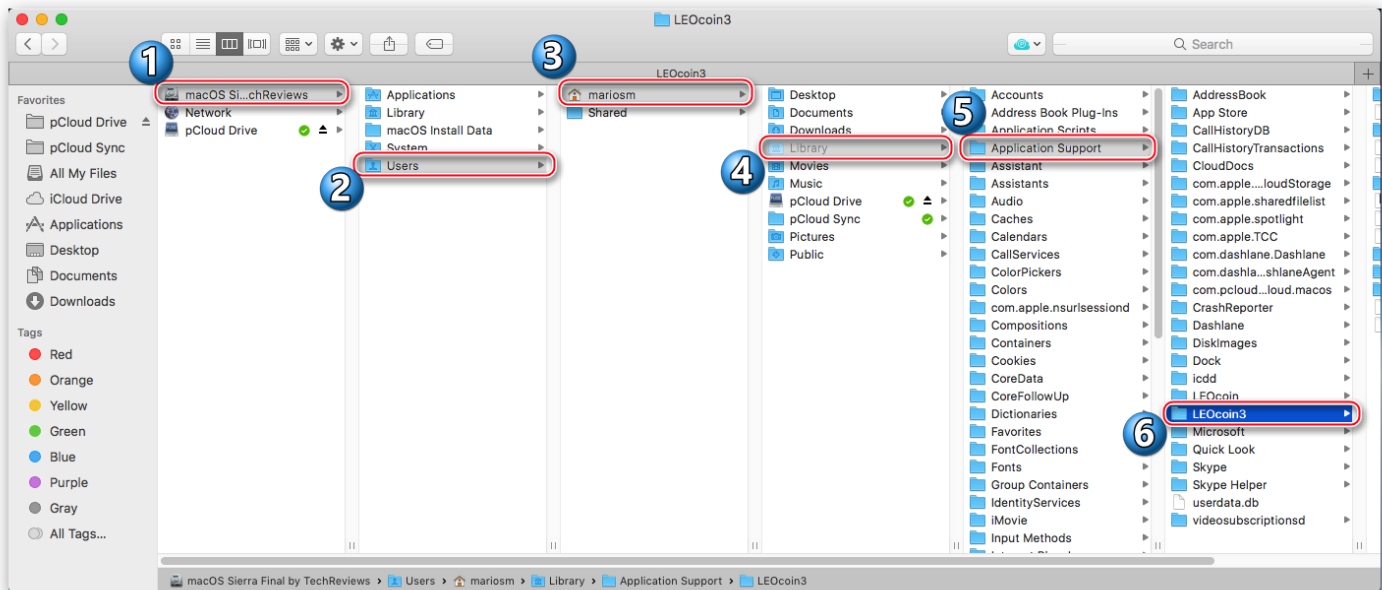 LEOcoin3
Search
LEOcoin3
1
2
3
4
5
6
Favorites
pCloud Drive
pCloud Sync
All My Files
iCloud Drive
Applications
Desktop
Documents
Downloads
Tags
Red
Orange
Yellow
Green
Blue
Purple
Gray
All Tags...
macOS Si...chReviews
Network
pCloud Drive
Applications
Library
macOS Install Data
System
Users
mariosm
Shared
Desktop
Documents
Downloads
Library
Movies
Music
pCloud Drive
pCloud Sync
Pictures
Public
Accounts
Address Book Plug-Ins
Application Scripts
Application Support
Assistant
Assistants
Audio
Caches
Calendars
CallServices
ColorPickers
Colors
com.apple.nsurlsessiond
Compositions
Containers
Cookies
CoreData
CoreFollowUp
Dictionaries
Favorites
FontCollections
Fonts
Group Containers
IdentityServices
iMovie
Input Methods
AddressBook
App Store
CallHistoryDB
CallHistoryTransactions
CloudDocs
com.apple....loudStorage
com.apple.sharedfilelist
com.apple.spotlight
com.apple.TCC
com.dashlane.Dashlane
com.dashla...shlaneAgent
com.pcloud...loud.macos
CrashReporter
Dashlane
DiskImages
Dock
icdd
LEOcoin
LEOcoin3
Microsoft
Quick Look
Skype
Skype Helper
userdata.db
videosubscriptionsd
macOS Sierra Final by TechReviews › Users › mariosm › Library › Application Support › LEOcoin3